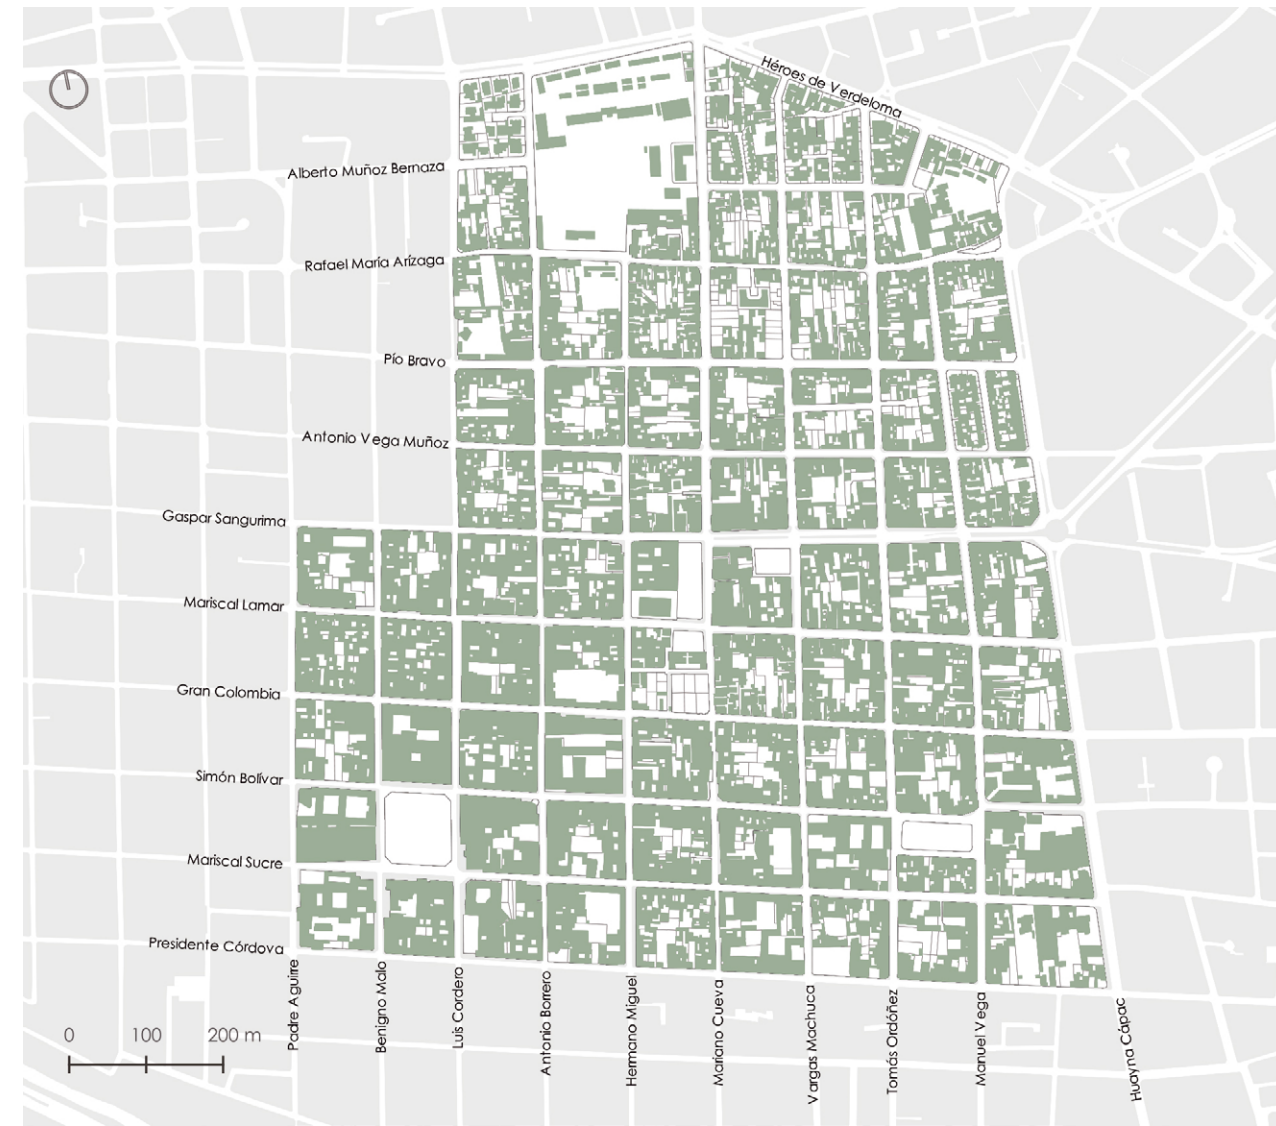 Héroes de Verdeloma
Alberto Muñoz Bernaza
Rafael María Arízaga
Pío Bravo
Antonio Vega Muñoz
Gaspar Sangurima
Mariscal Lamar
Gran Colombia
Simón Bolívar
Mariscal Sucre
Presidente Córdova
Padre Aguirre
Benigno Malo
Luis Cordero
Antonio Borrero
Hermano Miguel
Mariano Cueva
Vargas Machuca
Tomás Ordóñez
Manuel Vega
Huayna Cápac
0 100 200 m